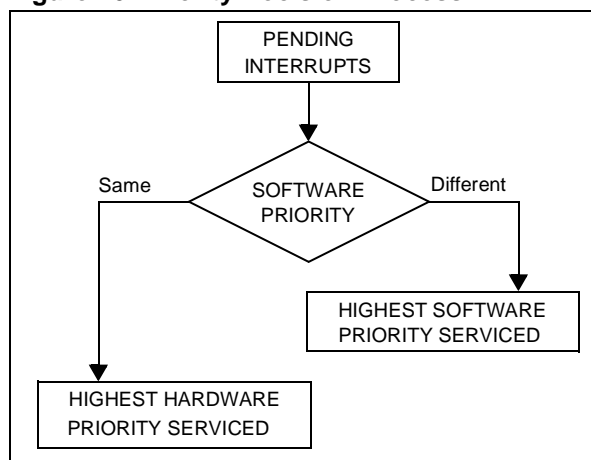 PENDING
INTERRUPTS
SOFTWARE
PRIORITY
Same
Different
HIGHEST SOFTWARE
PRIORITY SERVICED
HIGHEST HARDWARE
PRIORITY SERVICED